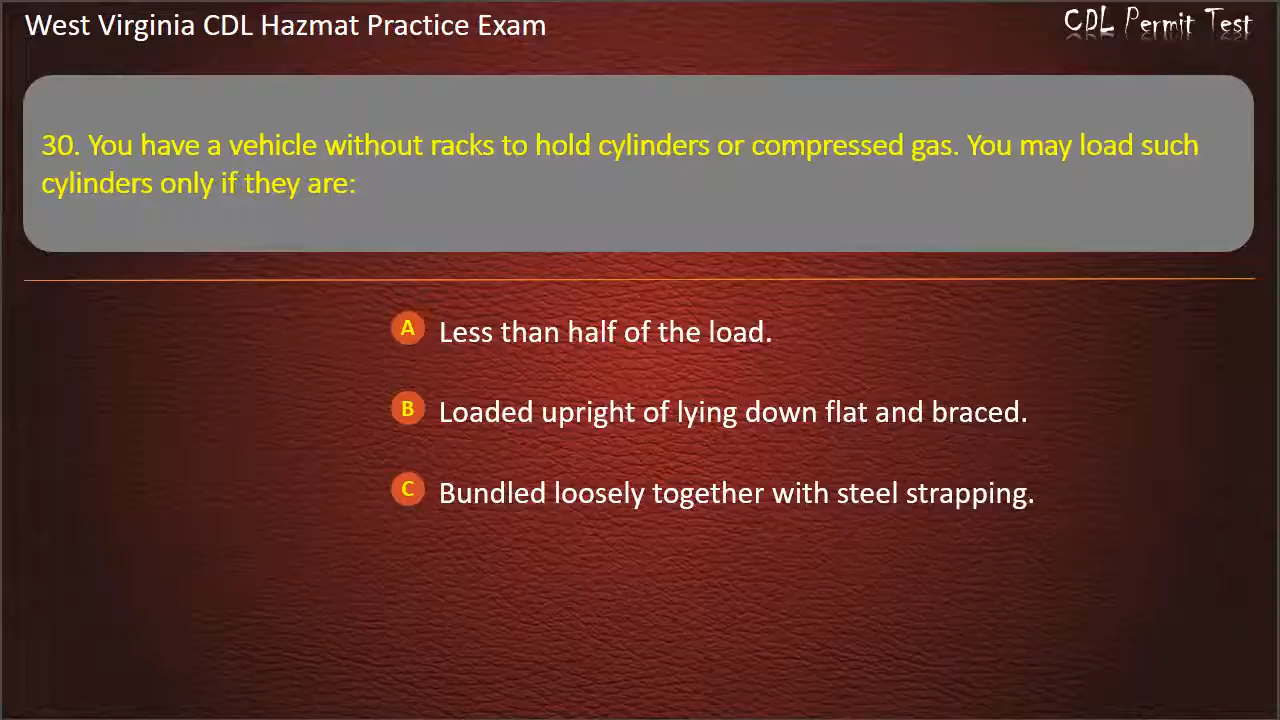 West Virginia CDL Hazmat Practice Exam
CDL Permit Test
30. You have a vehicle without racks to hold cylinders or compressed gas. You may load such
cylinders only if they are:
A Less than half of the load.
B Loaded upright of lying down flat and braced.
C Bundled loosely together with steel strapping.